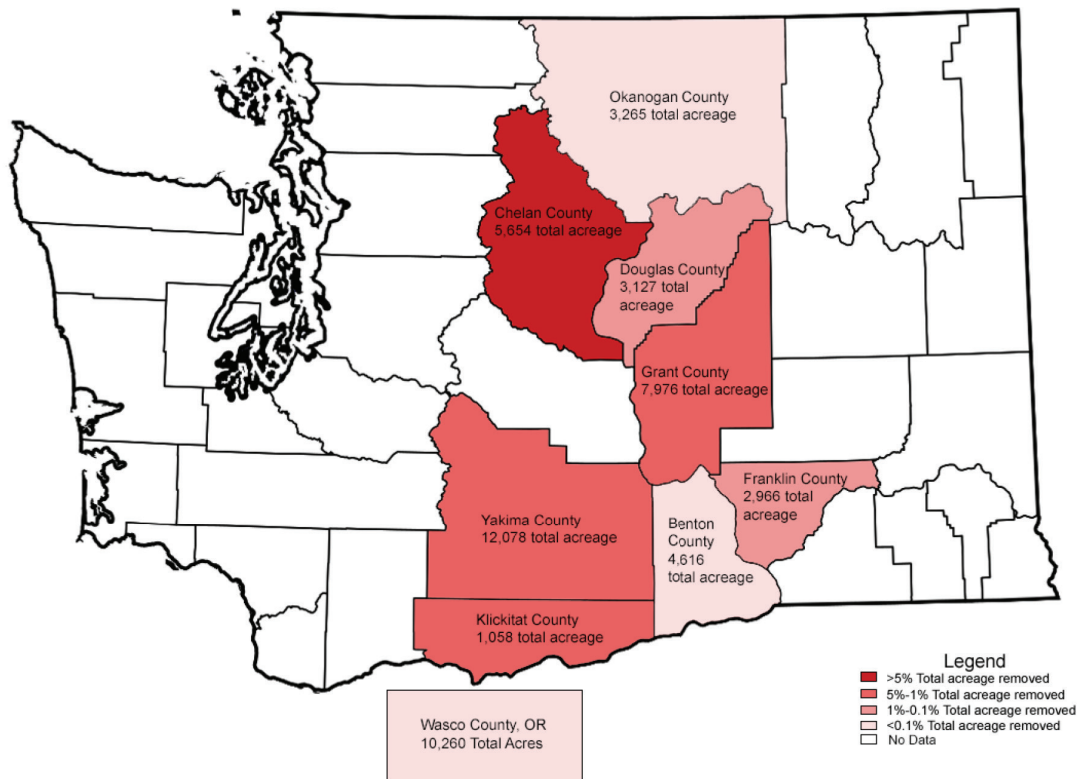 Okanogan County
3,265 total acreage
Chelan County
5,654 total acreage
Douglas County
3,127 total
acreage
Grant County
7,976 total acreage
Franklin County
2,966 total
acreage
Yakima County
12,078 total acreage
Benton
County
4,616
total acreage
Klickitat County
1,058 total acreage
Wasco County, OR
10,260 Total Acres
Legend
>5% Total acreage removed
5%-1% Total acreage removed
1%-0.1% Total acreage removed
<0.1% Total acreage removed
No Data